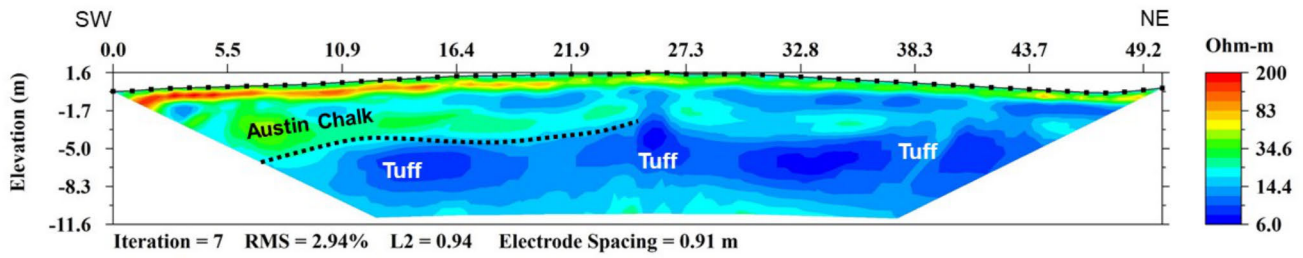 SW NE
0.0 5.5 10.9 16.4 21.9 27.3 32.8 38.3 43.7 49.2
Ohm-m
Elevation (m)
1.6
-1.7
-5.0
-8.3
-11.6
200
83
34.6
14.4
6.0
Austin Chalk
Tuff Tuff Tuff
Iteration = 7 RMS = 2.94% L2 = 0.94 Electrode Spacing = 0.91 m